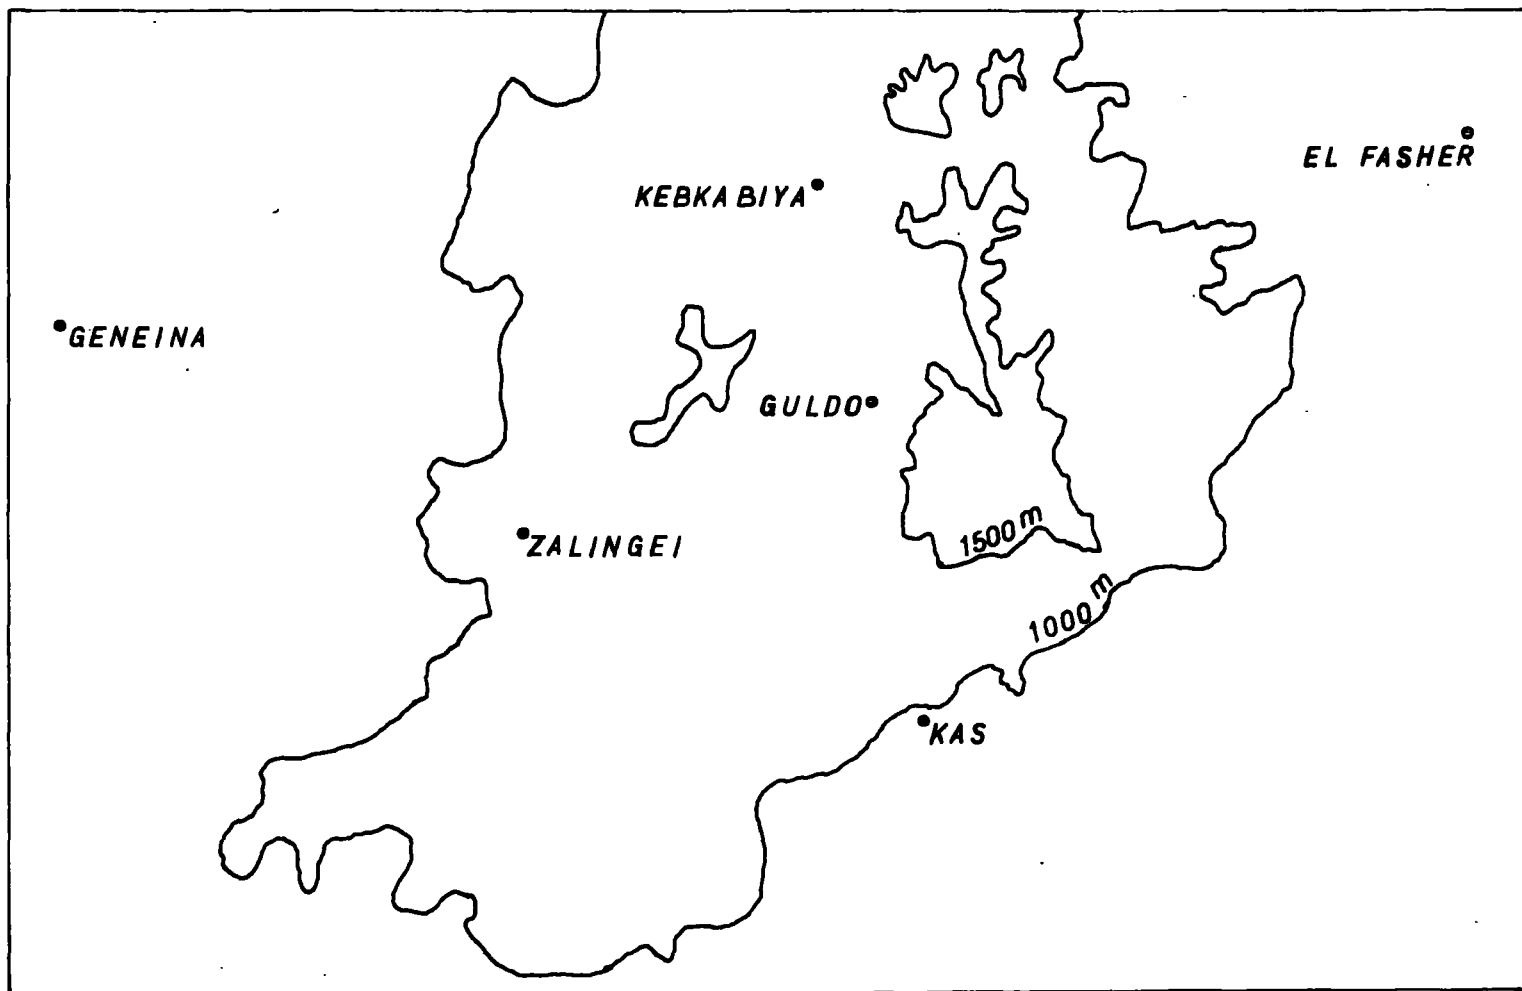 EL FASHER
KEBKABIYA
GENEINA
GULDO
1500 m
ZALINGEI
1000 m
KAS